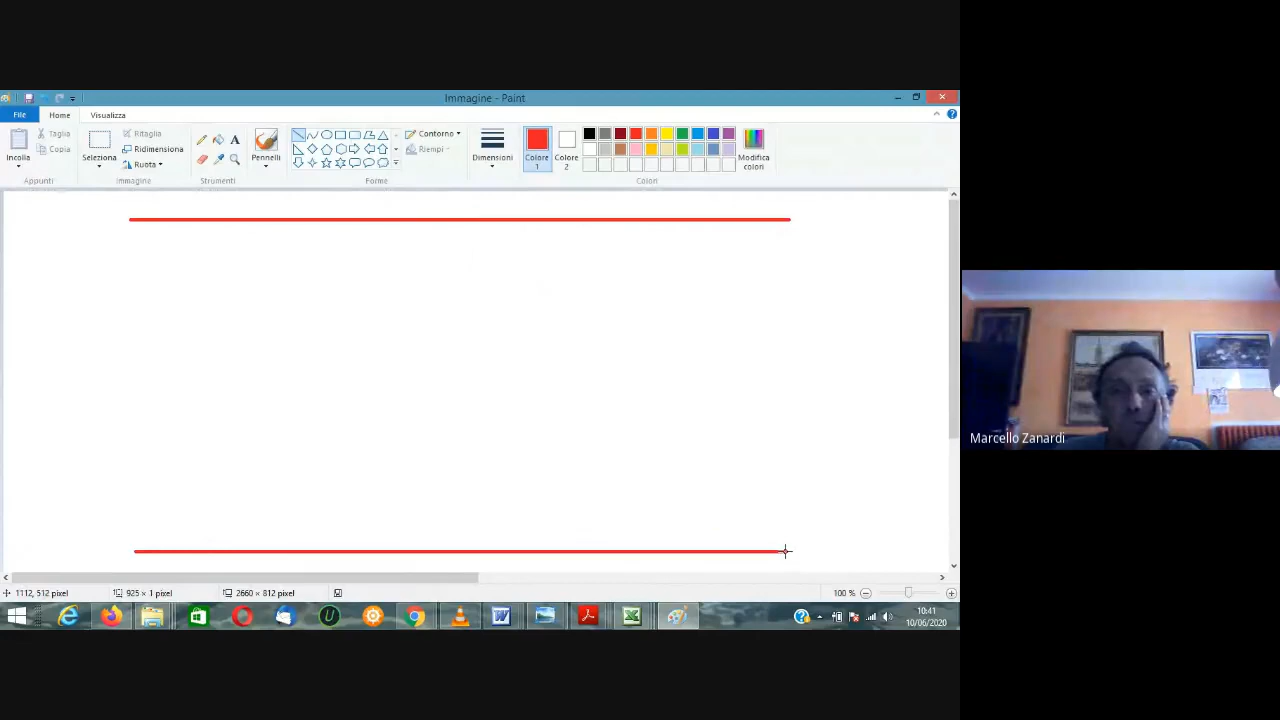 Immagine - Paint
File Home Visualizza
Incolla
Taglia
Copia
Appunti
Seleziona
Ritaglia
Ridimensiona
Ruota
Immagine
A
Strumenti
Pennelli
Contorno
Riempi
Forme
Dimensioni
Colore 1
Colore 2
Modifica colori
Colori
1112, 512 pixel 925 × 1 pixel 2660 × 812 pixel 100 %
10:41
10/06/2020
Marcello Zanardi